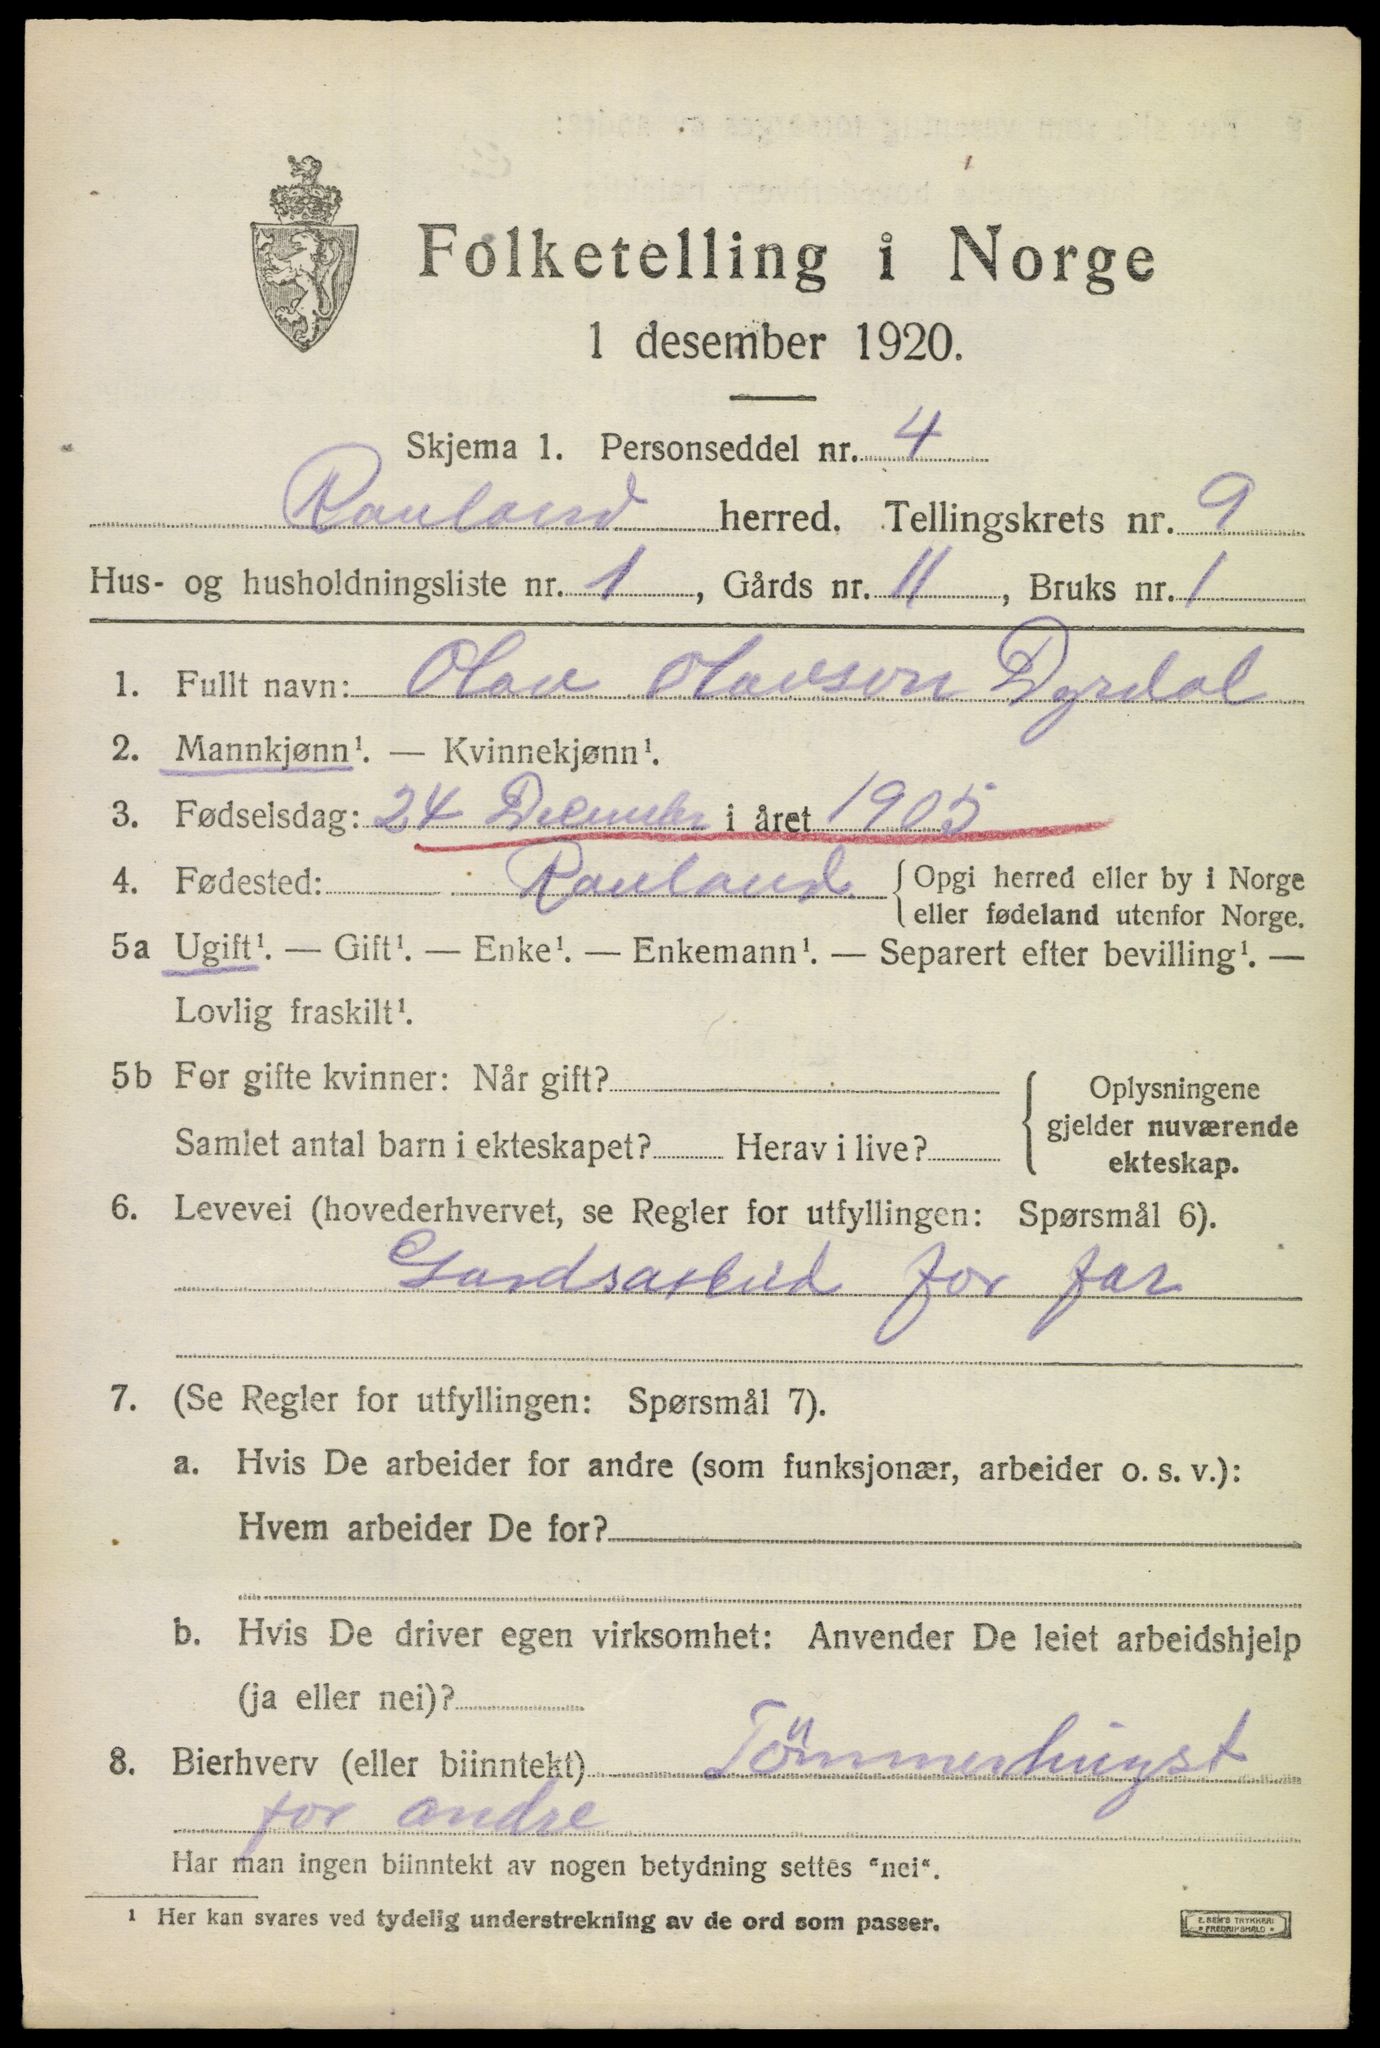 Folketelling i Norge
1 desember 1920.
Skjema 1. Personseddel nr. 4
Rauland herred. Tellingskrets nr. 9
Hus- og husholdningsliste nr. 1, Gårds nr. 11, Bruks nr. 1
1. Fullt navn: Olav Olavson Dyrdal
2. Mannkjønn¹. — Kvinnekjønn¹.
3. Fødselsdag: 24 December i året 1905
4. Fødested: Rauland { Opgi herred eller by i Norge
eller fødeland utenfor Norge.
5a Ugift¹. — Gift¹. — Enke¹. — Enkemann¹. — Separert efter bevilling¹. —
Lovlig fraskilt¹.
5b For gifte kvinner: Når gift?
Samlet antal barn i ekteskapet? Herav i live?
{ Oplysningene
gjelder nuværende
ekteskap.
6. Levevei (hovederhvervet, se Regler for utfyllingen: Spørsmål 6).
Gardsarbeid for far
7. (Se Regler for utfyllingen: Spørsmål 7).
a. Hvis De arbeider for andre (som funksjonær, arbeider o. s. v.):
Hvem arbeider De for?
b. Hvis De driver egen virksomhet: Anvender De leiet arbeidshjelp
(ja eller nei)?
8. Bierhverv (eller biinntekt) Tömmerhugst
for andre
Har man ingen biinntekt av nogen betydning settes "nei".
¹ Her kan svares ved tydelig understrekning av de ord som passer.
E. SEM'S TRYKKERI
* FREDRIKSHALD *